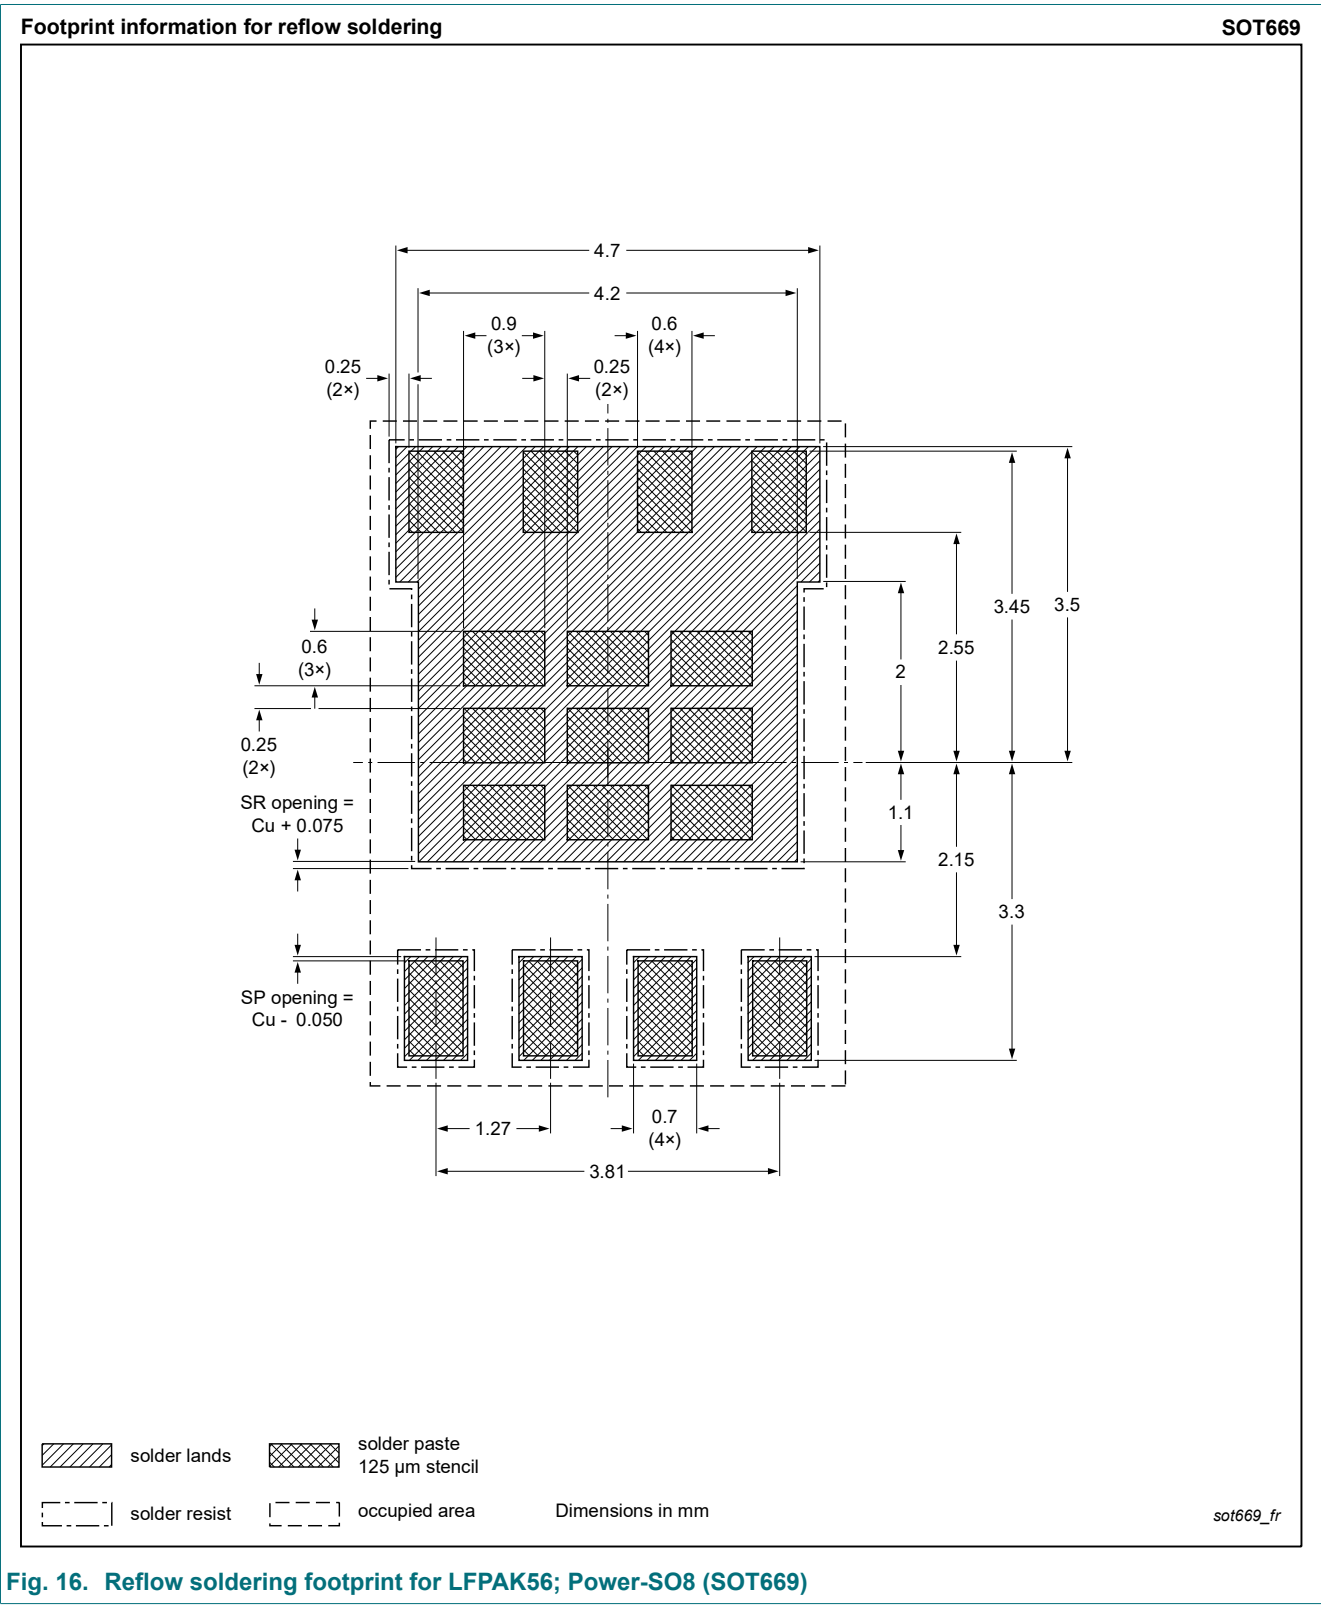 Footprint information for reflow soldering
SOT669
4.7
4.2
0.9
(3×)
0.6
(4×)
0.25
(2×)
0.25
(2×)
3.45
3.5
2.55
2
0.6
(3×)
0.25
(2×)
SR opening =
Cu + 0.075
1.1
2.15
3.3
SP opening =
Cu - 0.050
1.27
0.7
(4×)
3.81
solder lands
solder paste
125 µm stencil
solder resist
occupied area
Dimensions in mm
sot669_fr
Fig. 16. Reflow soldering footprint for LFPAK56; Power-SO8 (SOT669)